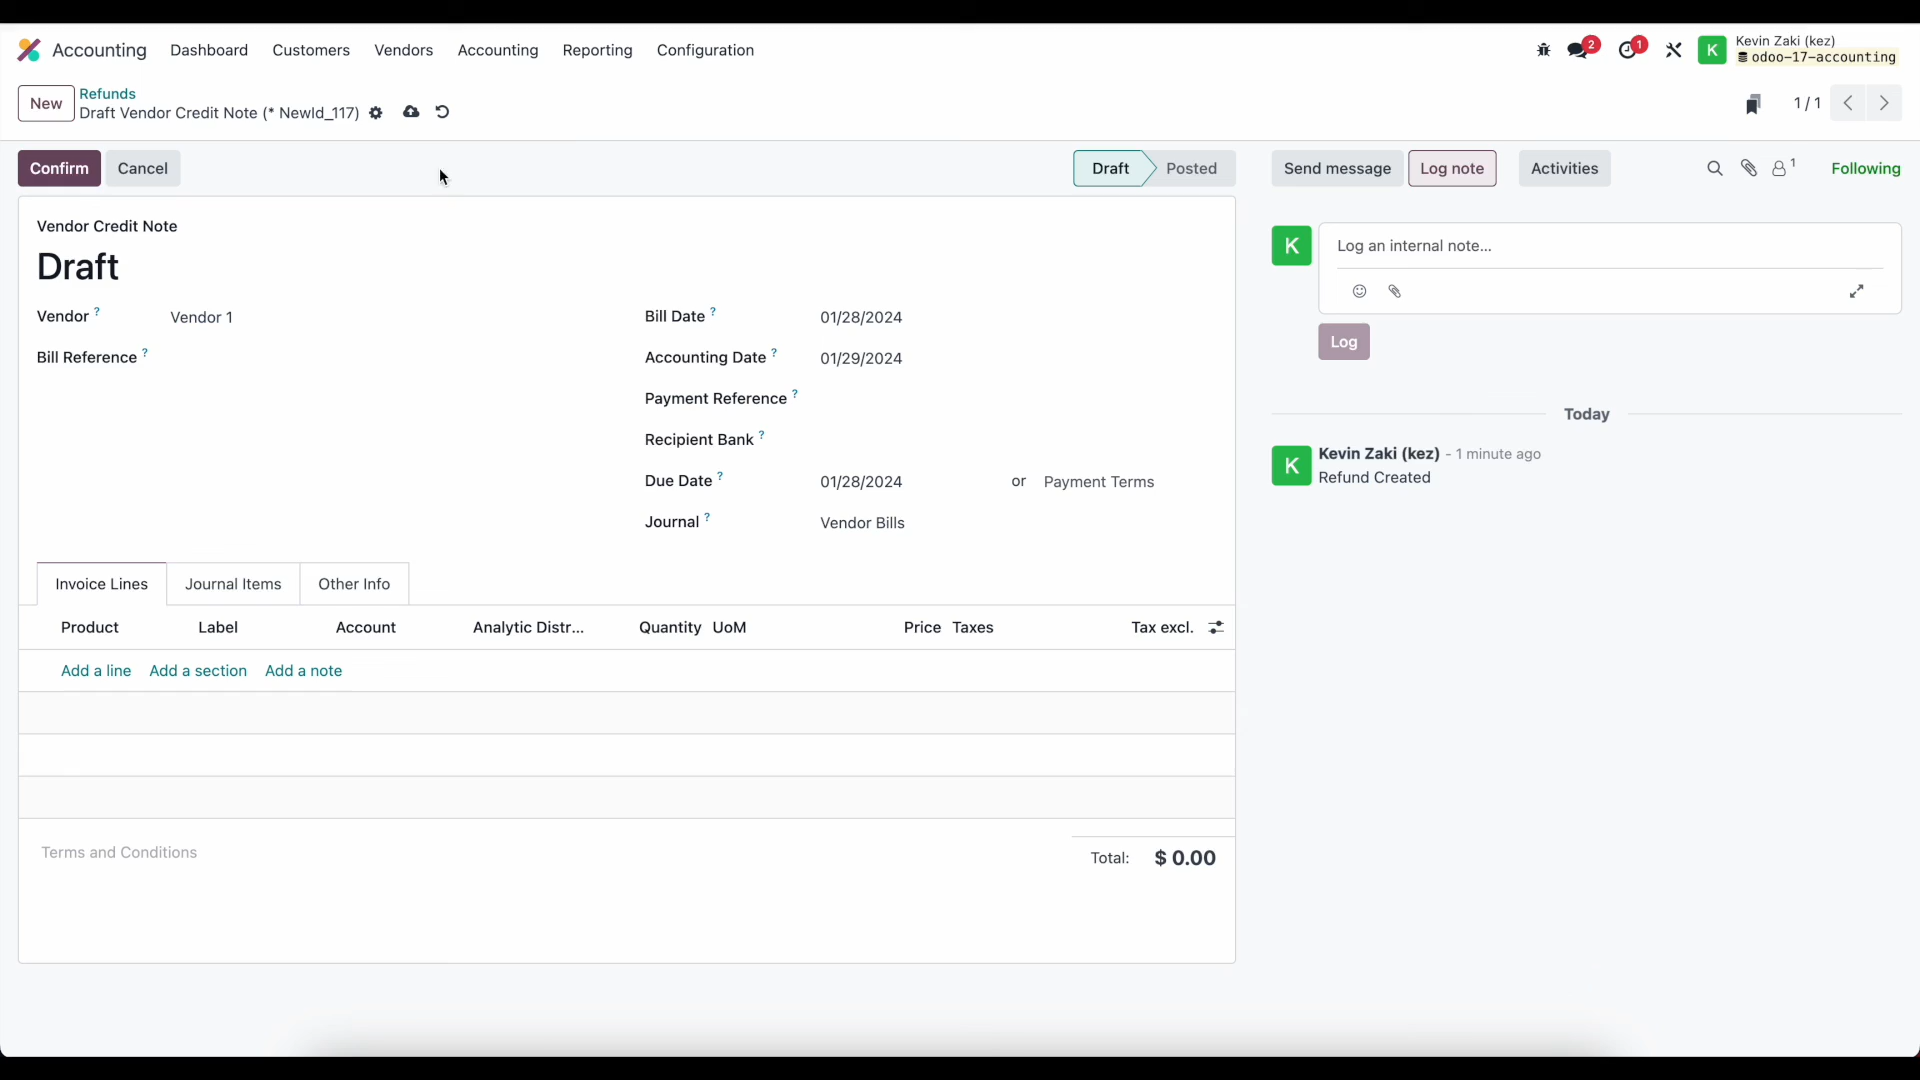 Accounting Dashboard Customers Vendors Accounting Reporting Configuration 2 1 K Kevin Zaki (kez)
odoo-17-accounting
New Refunds 1 / 1
Draft Vendor Credit Note (* NewId_117)
Confirm Cancel Draft Posted Send message Log note Activities 1 Following
Vendor Credit Note
Draft
Vendor ? Vendor 1
Bill Reference ?
Bill Date ? 01/28/2024
Accounting Date ? 01/29/2024
Payment Reference ?
Recipient Bank ?
Due Date ? 01/28/2024 or Payment Terms
Journal ? Vendor Bills
Invoice Lines Journal Items Other Info
Product Label Account Analytic Distr... Quantity UoM Price Taxes Tax excl.
Add a line Add a section Add a note
Terms and Conditions
Total: $ 0.00
K Log an internal note...
Log
Today
K Kevin Zaki (kez) - 1 minute ago
Refund Created